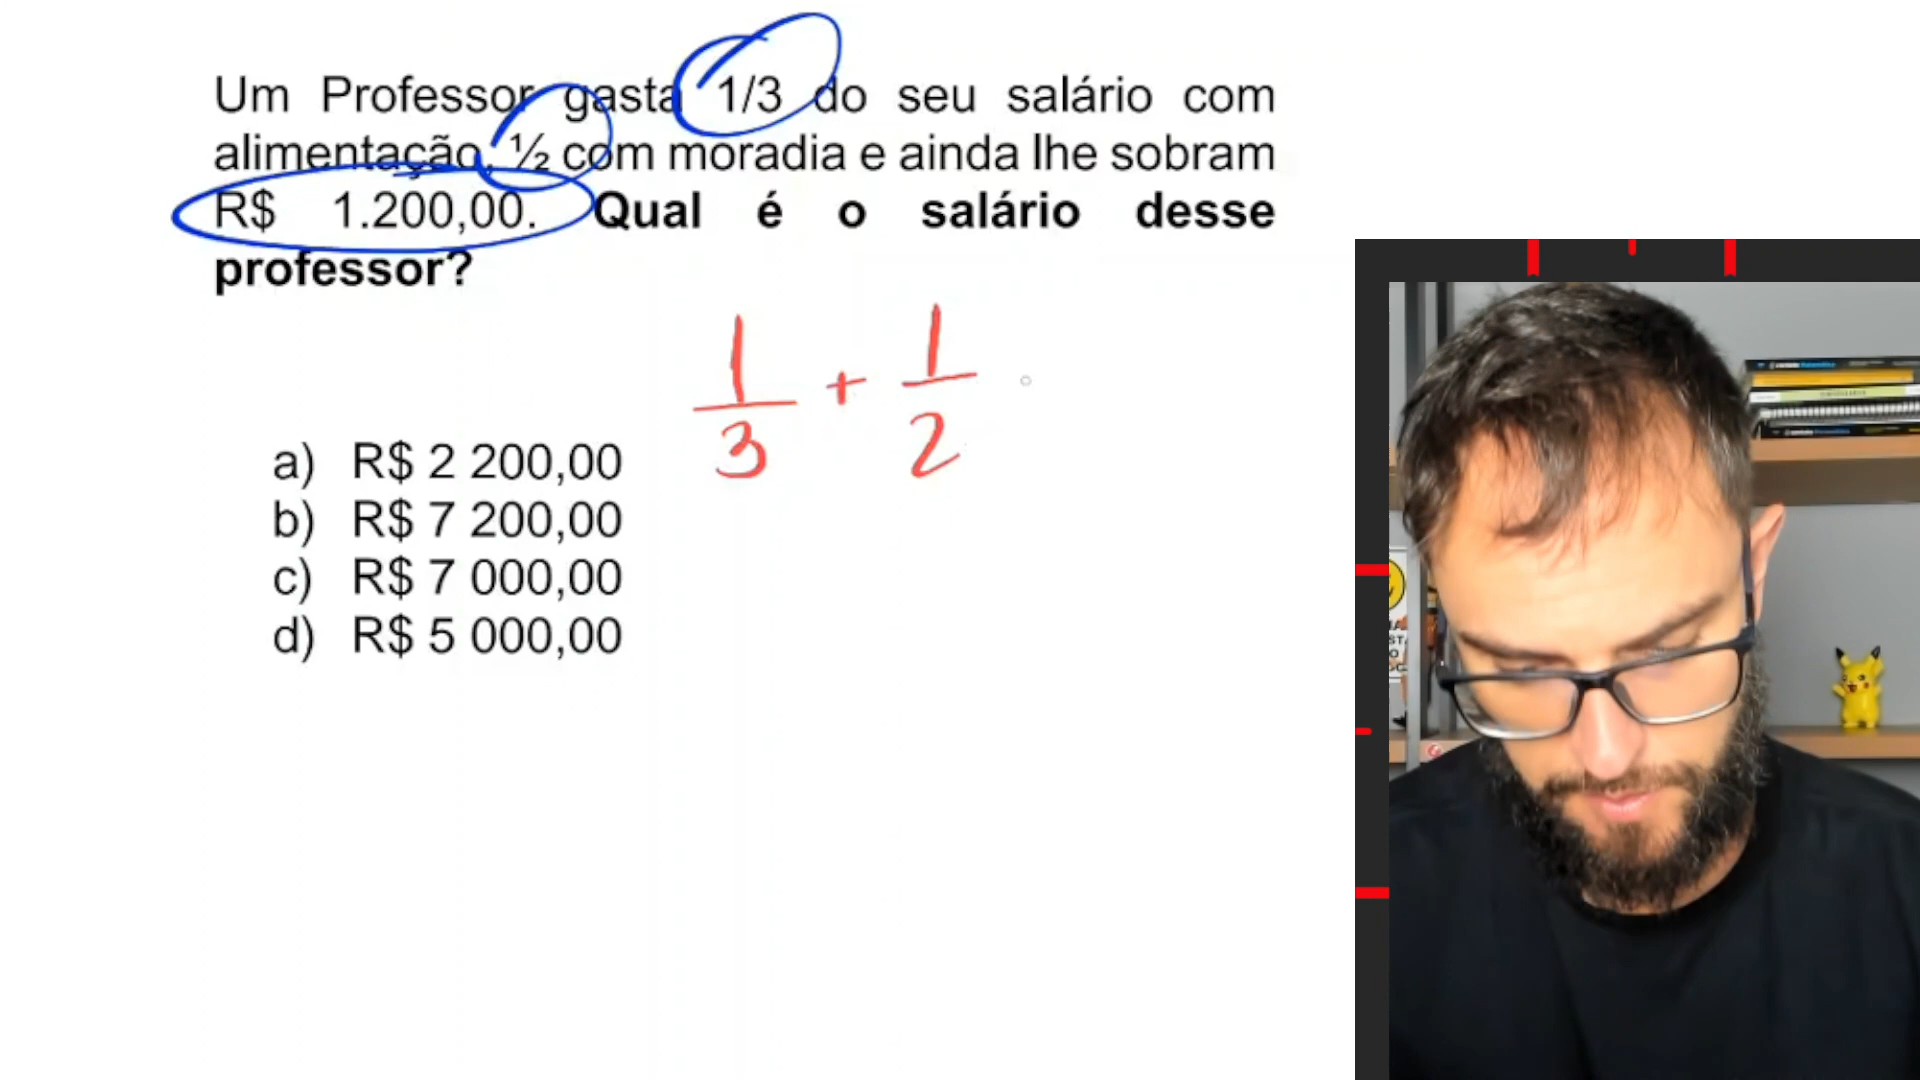 Um Professor gasta 1/3 do seu salário com
alimentação, ½ com moradia e ainda lhe sobram
R$ 1.200,00. Qual é o salário desse
professor?
1/3 + 1/2
a) R$ 2 200,00
b) R$ 7 200,00
c) R$ 7 000,00
d) R$ 5 000,00